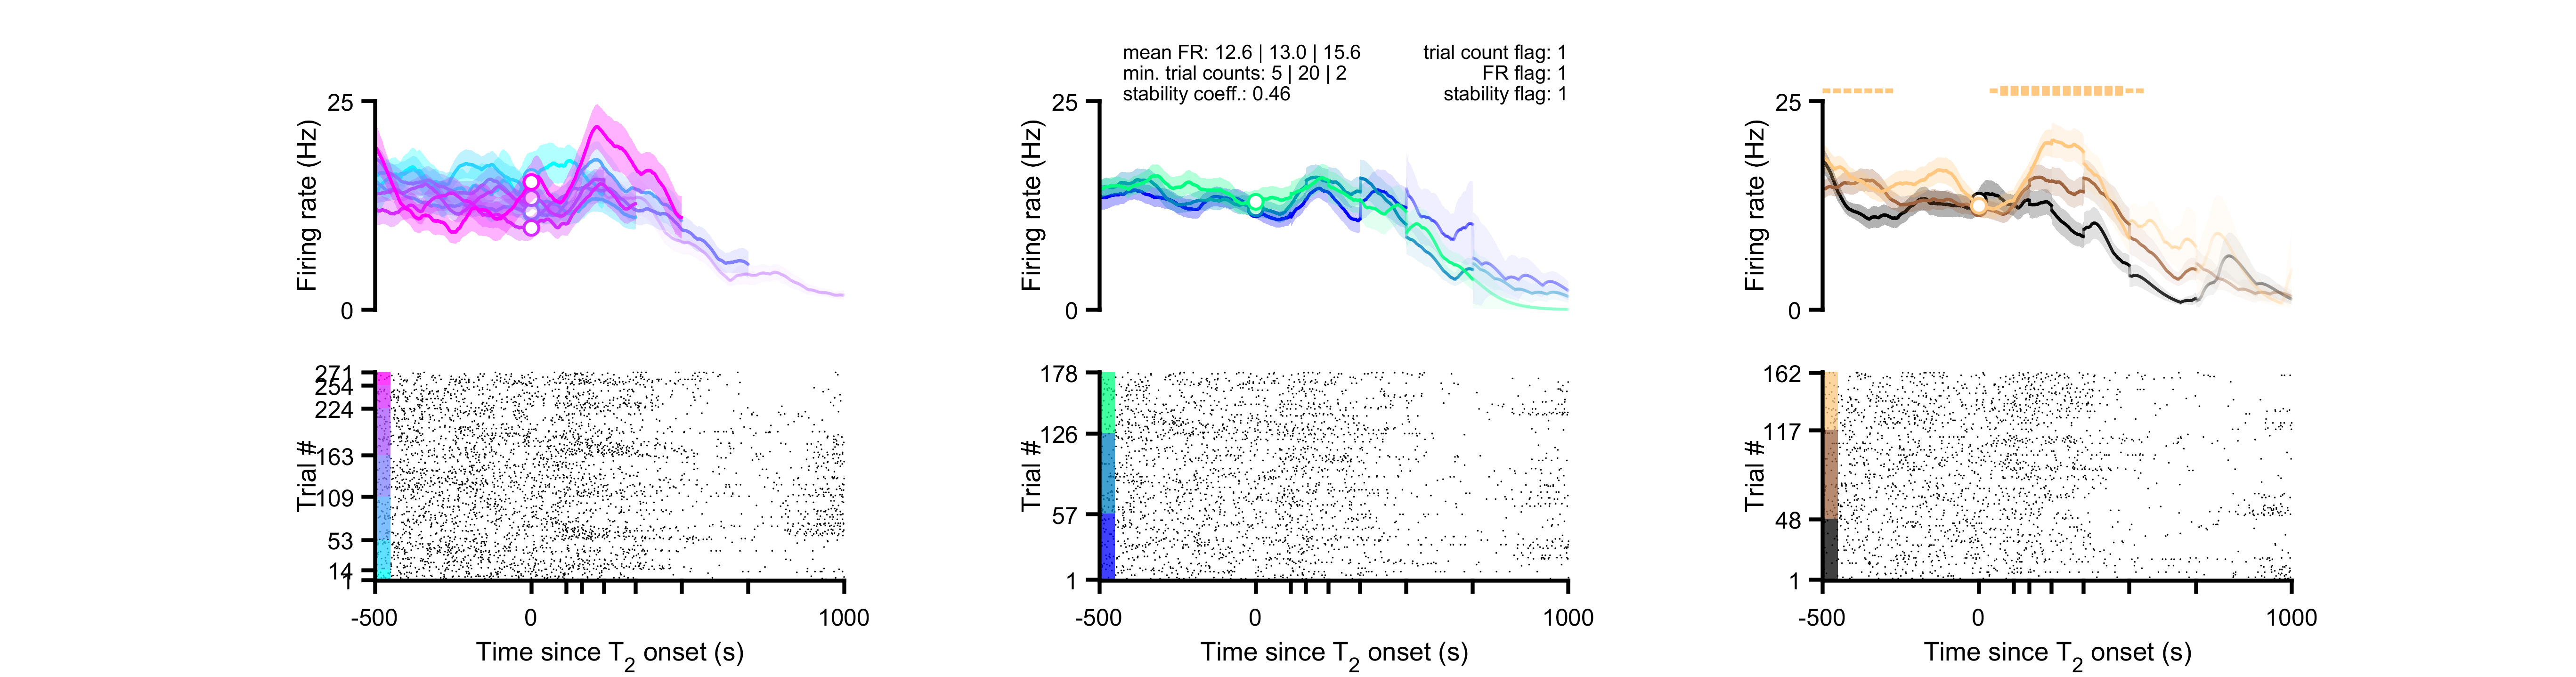 mean FR: 12.6 | 13.0 | 15.6
trial count flag: 1
min. trial counts: 5 | 20 | 2
FR flag: 1
stability coeff.: 0.46
stability flag: 1
25
Firing rate (Hz)
0
25
Firing rate (Hz)
0
25
Firing rate (Hz)
0
271
254
224
163
109
53
14
1
Trial #
-500
0
1000
Time since T2 onset (s)
178
126
57
1
Trial #
-500
0
1000
Time since T2 onset (s)
162
117
48
1
Trial #
-500
0
1000
Time since T2 onset (s)